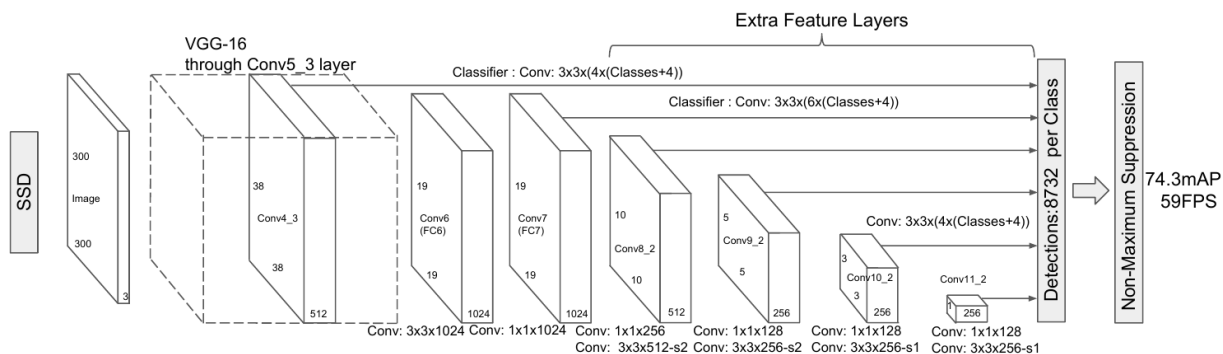 Extra Feature Layers
VGG-16
through Conv5_3 layer
Classifier : Conv: 3x3x(4x(Classes+4))
Classifier : Conv: 3x3x(6x(Classes+4))
SSD
300
Image
300
3
38
Conv4_3
38
512
19
Conv6
(FC6)
19
1024
19
Conv7
(FC7)
19
1024
10
Conv8_2
10
512
5
Conv9_2
5
256
Conv: 3x3x(4x(Classes+4))
3
Conv10_2
3
256
Conv11_2
1
256
Detections:8732 per Class
Non-Maximum Suppression
74.3mAP
59FPS
Conv: 3x3x1024
Conv: 1x1x1024
Conv: 1x1x256
Conv: 3x3x512-s2
Conv: 1x1x128
Conv: 3x3x256-s2
Conv: 1x1x128
Conv: 3x3x256-s1
Conv: 1x1x128
Conv: 3x3x256-s1